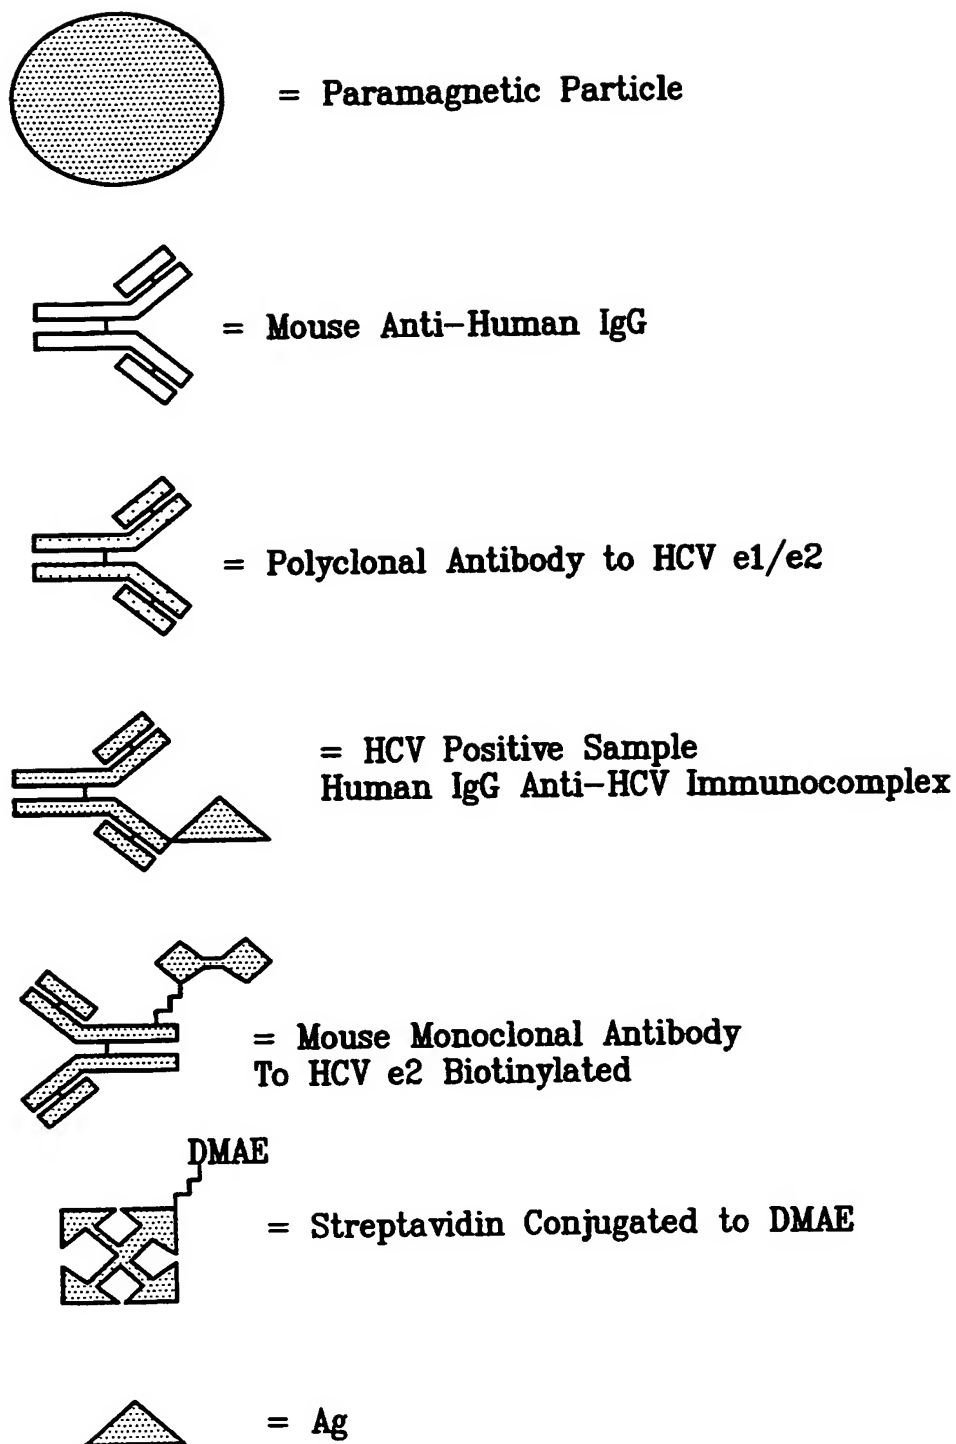 = Paramagnetic Particle
= Mouse Anti-Human IgG
= Polyclonal Antibody to HCV e1/e2
= HCV Positive Sample
Human IgG Anti-HCV Immunocomplex
= Mouse Monoclonal Antibody
To HCV e2 Biotinylated
DMAE
= Streptavidin Conjugated to DMAE
= Ag